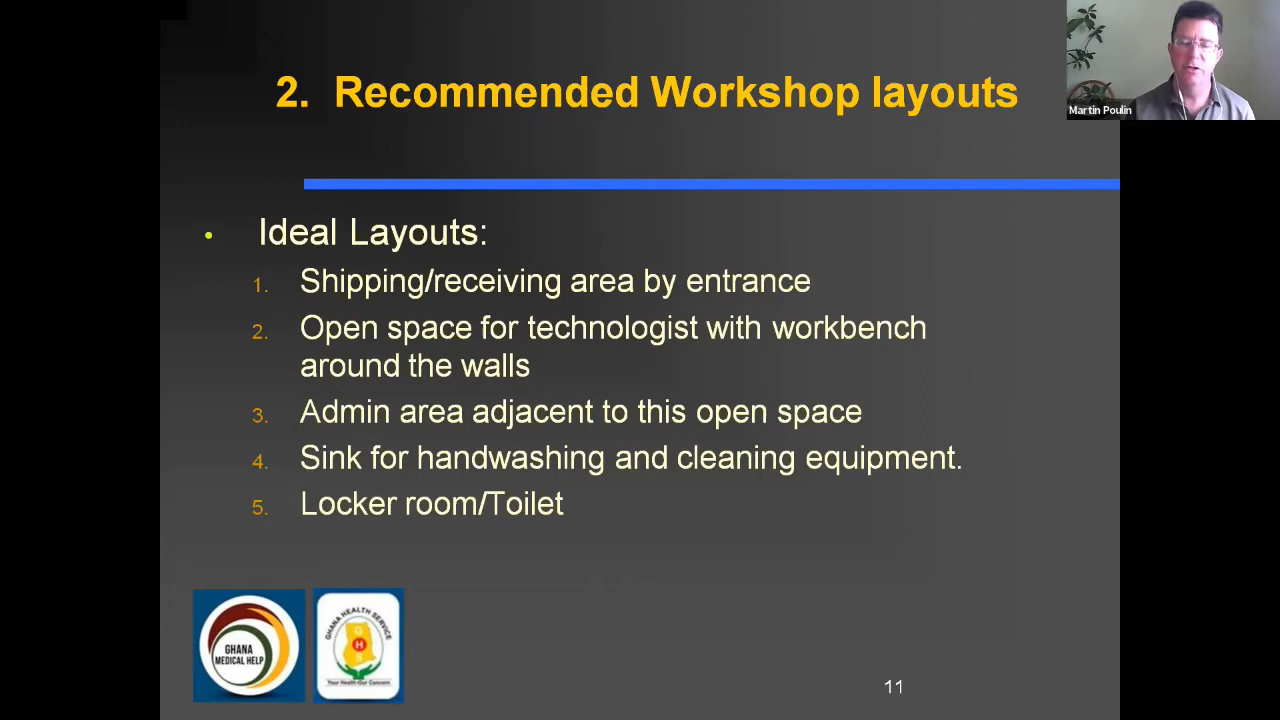 2. Recommended Workshop layouts
Martin Poulin
• Ideal Layouts:
1. Shipping/receiving area by entrance
2. Open space for technologist with workbench
around the walls
3. Admin area adjacent to this open space
4. Sink for handwashing and cleaning equipment.
5. Locker room/Toilet
GHANA
MEDICAL HELP
GHANA HEALTH SERVICE
G
H
S
Your Health-Our Concern
11